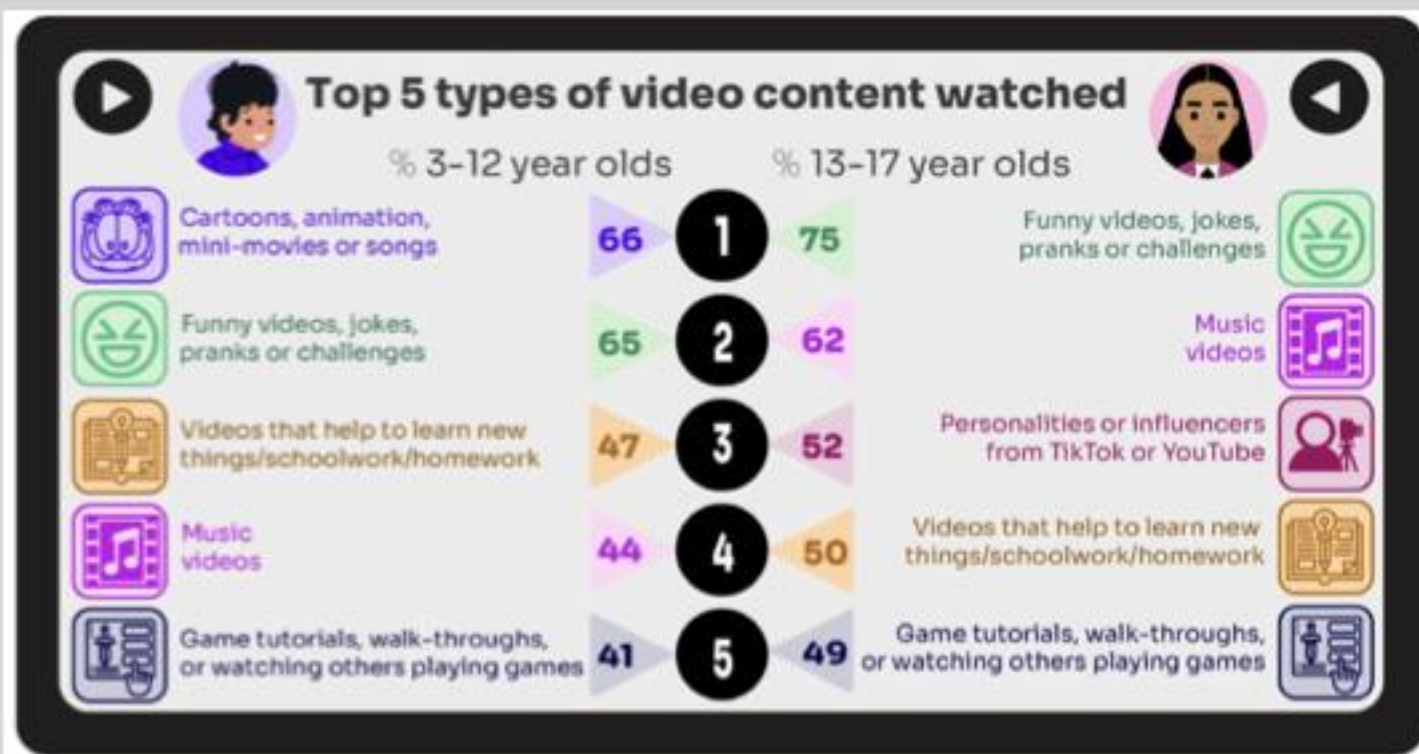 Top 5 types of video content watched
% 3–12 year olds
% 13–17 year olds
Cartoons, animation,
mini-movies or songs
66
1
75
Funny videos, jokes,
pranks or challenges
Funny videos, jokes,
pranks or challenges
65
2
62
Music
videos
Videos that help to learn new
things/schoolwork/homework
47
3
52
Personalities or influencers
from TikTok or YouTube
Music
videos
44
4
50
Videos that help to learn new
things/schoolwork/homework
Game tutorials, walk-throughs,
or watching others playing games
41
5
49
Game tutorials, walk-throughs,
or watching others playing games